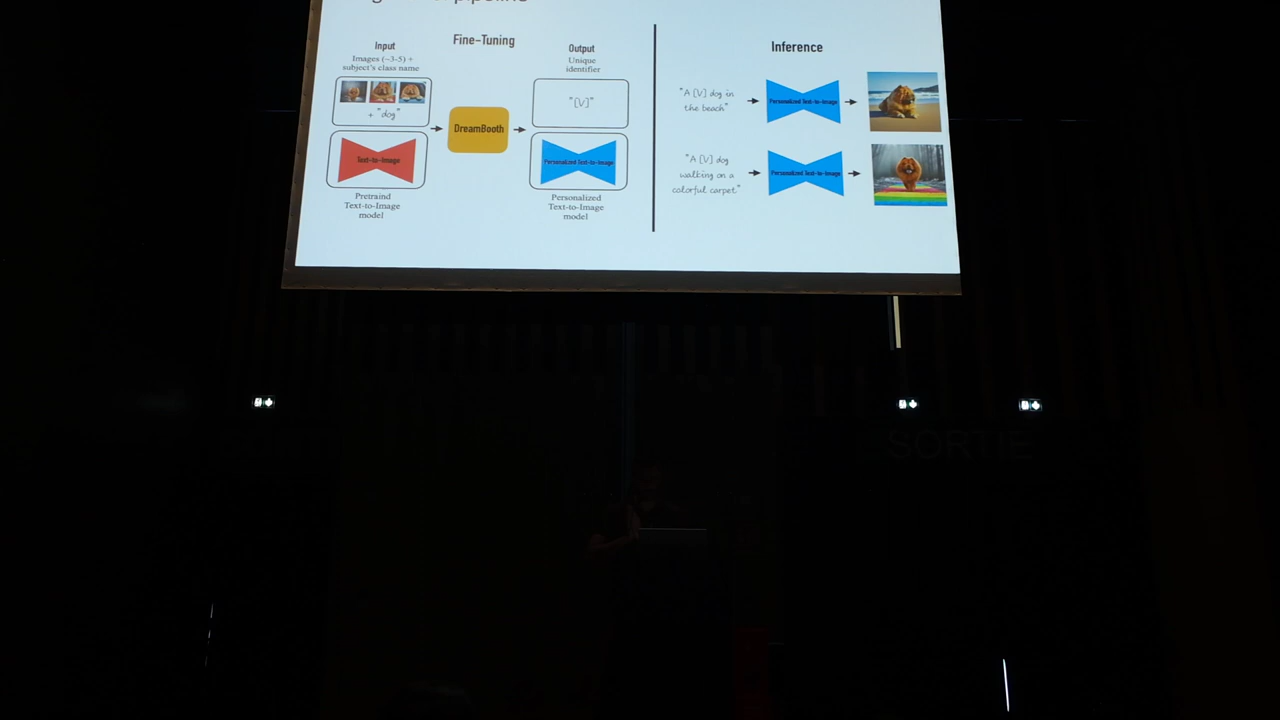 pipeline
Fine-Tuning
Input
Images (~3-5) +
subject's class name
+ "dog"
Text-to-Image
Pretraind
Text-to-Image
model
DreamBooth
Output
Unique
identifier
"[V]"
Personalized Text-to-Image
Personalized
Text-to-Image
model
Inference
"A [V] dog in
the beach"
Personalized Text-to-Image
"A [V] dog
walking on a
colorful carpet"
Personalized Text-to-Image
SORTIE